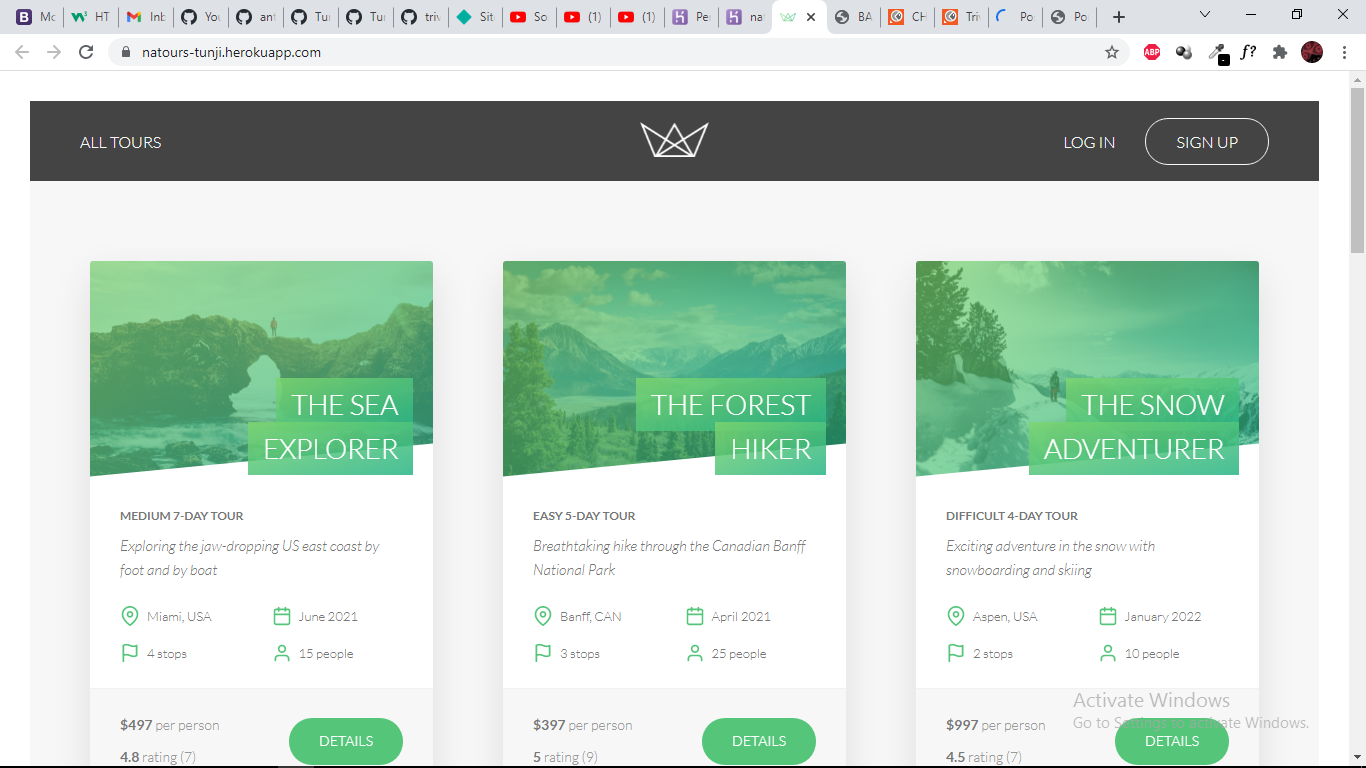 Mc
W3 HT
Inb
You
ant
Tur
Tur
triv
Sit
So
(1)
(1)
Per
nat
BA
CH
Triv
Po
Po
natours-tunji.herokuapp.com
ABP
f?
ALL TOURS
LOG IN
SIGN UP
THE SEA
EXPLORER
MEDIUM 7-DAY TOUR
Exploring the jaw-dropping US east coast by
foot and by boat
Miami, USA
June 2021
4 stops
15 people
$497 per person
4.8 rating (7)
DETAILS
THE FOREST
HIKER
EASY 5-DAY TOUR
Breathtaking hike through the Canadian Banff
National Park
Banff, CAN
April 2021
3 stops
25 people
$397 per person
5 rating (9)
DETAILS
THE SNOW
ADVENTURER
DIFFICULT 4-DAY TOUR
Exciting adventure in the snow with
snowboarding and skiing
Aspen, USA
January 2022
2 stops
10 people
$997 per person
4.5 rating (7)
DETAILS
Activate Windows
Go to Settings to activate Windows.